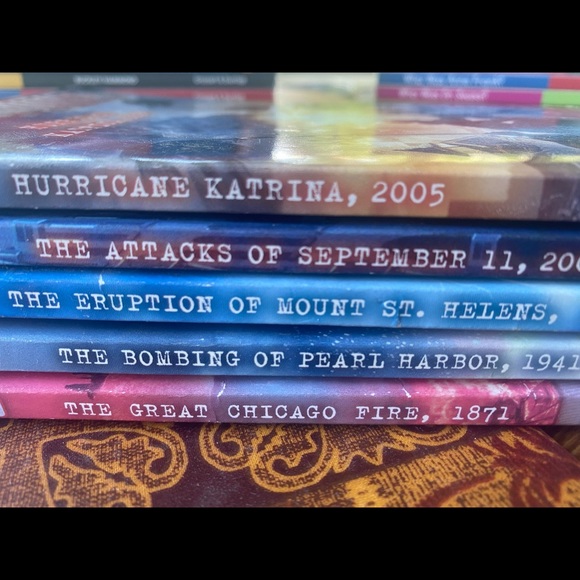 HURRICANE KATRINA, 2005
THE ATTACKS OF SEPTEMBER 11, 200
THE ERUPTION OF MOUNT ST. HELENS,
THE BOMBING OF PEARL HARBOR, 1941
THE GREAT CHICAGO FIRE, 1871